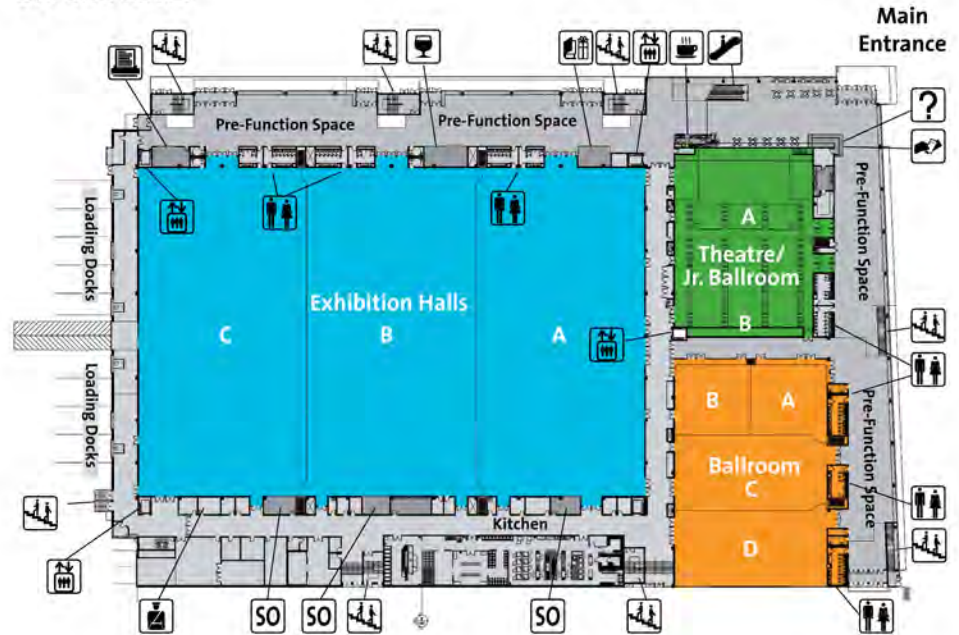 Main
Entrance
Pre-Function Space
Pre-Function Space
?
Loading Docks
Pre-Function Space
A
Theatre/
Jr. Ballroom
B
Exhibition Halls
C
B
A
Loading Docks
B
A
Pre-Function Space
Ballroom
C
D
Kitchen
SO
SO
SO